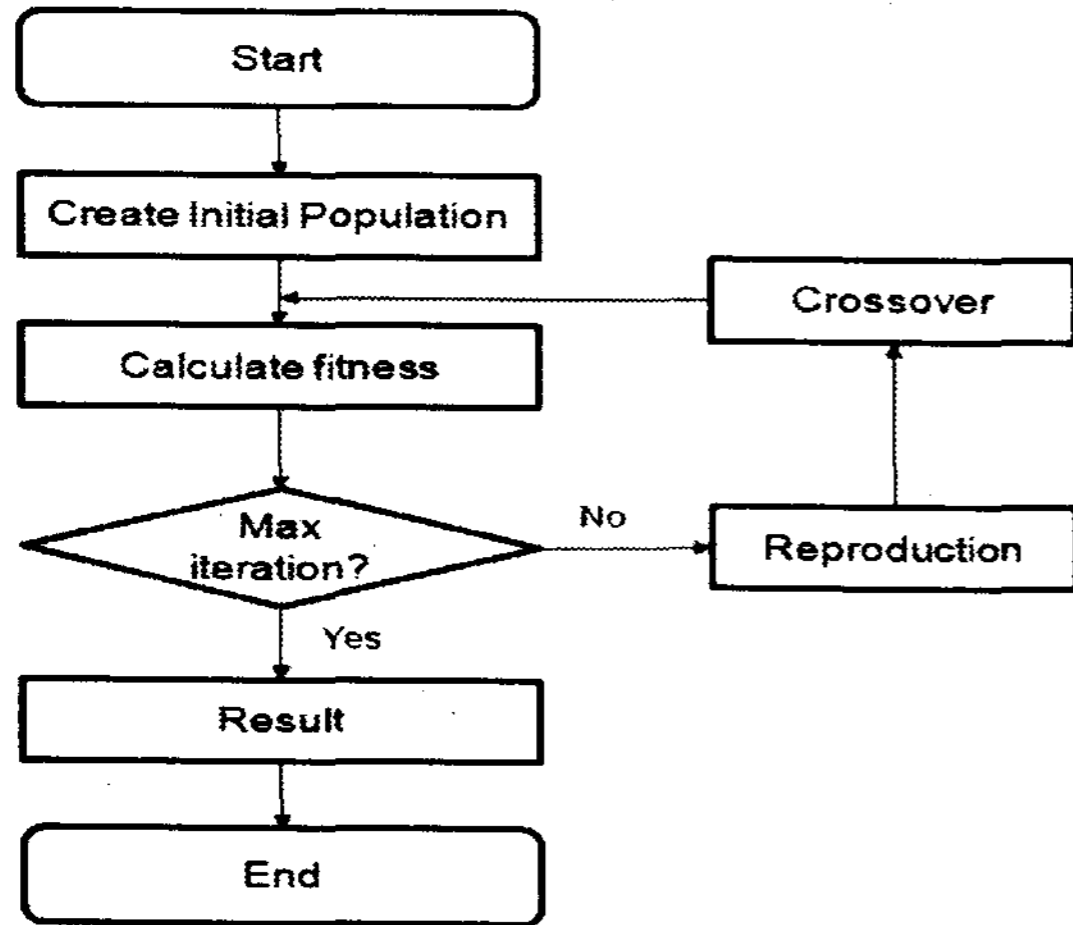 Start
Create Initial Population
Crossover
Calculate fitness
Max
iteration?
No
Reproduction
Yes
Result
End